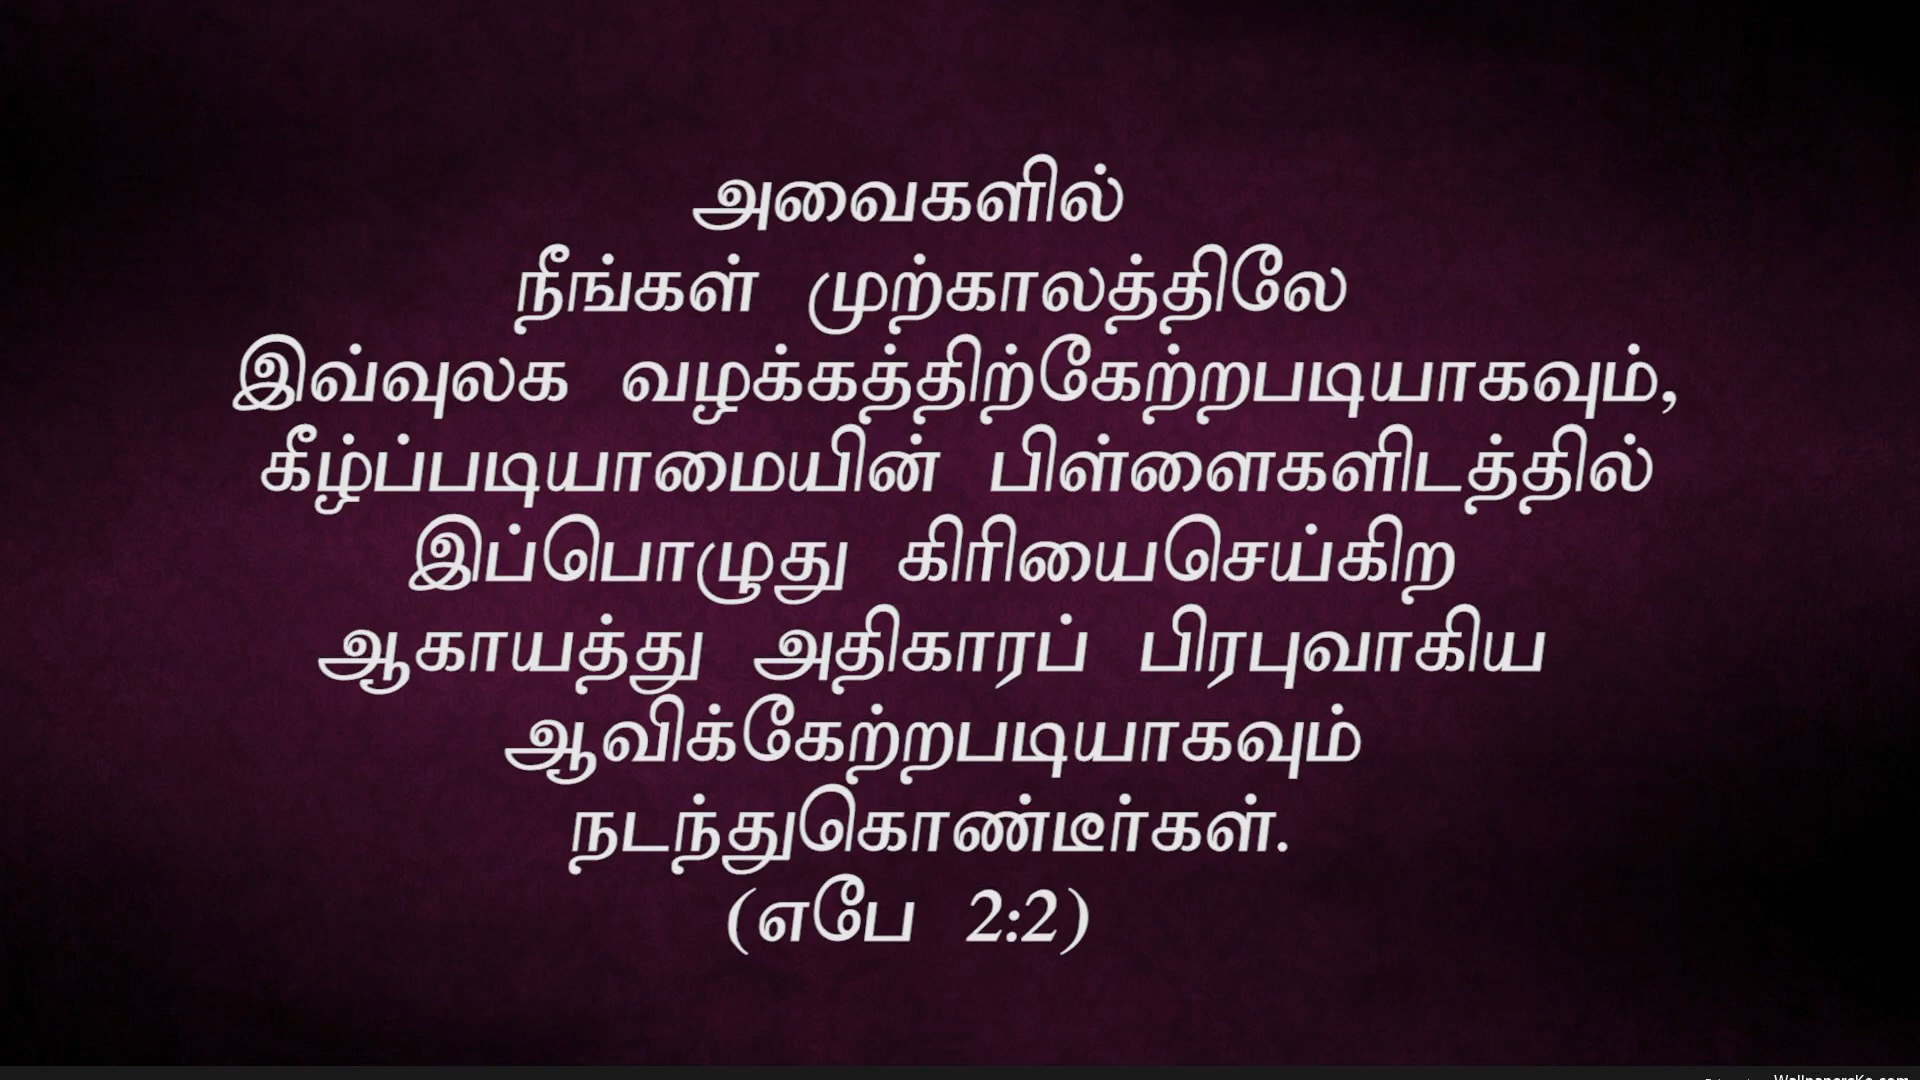 அவைகளில்
நீங்கள் முற்காலத்திலே
இவ்வுலக வழக்கத்திற்கேற்றபடியாகவும்,
கீழ்ப்படியாமையின் பிள்ளைகளிடத்தில்
இப்பொழுது கிரியைசெய்கிற
ஆகாயத்து அதிகாரப் பிரபுவாகிய
ஆவிக்கேற்றபடியாகவும்
நடந்துகொண்டீர்கள்.
(எபே 2:2)